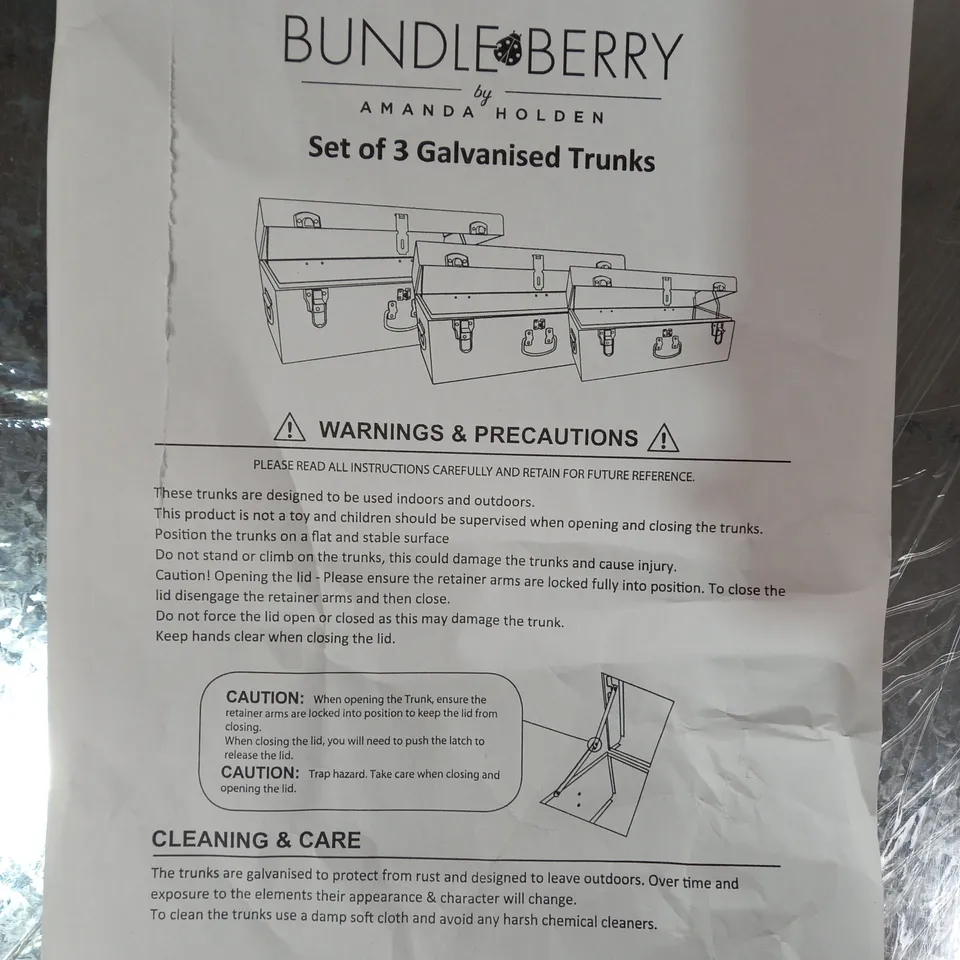 BUNDLE BERRY
by
AMANDA HOLDEN
Set of 3 Galvanised Trunks
WARNINGS & PRECAUTIONS
PLEASE READ ALL INSTRUCTIONS CAREFULLY AND RETAIN FOR FUTURE REFERENCE.
These trunks are designed to be used indoors and outdoors.
This product is not a toy and children should be supervised when opening and closing the trunks.
Position the trunks on a flat and stable surface
Do not stand or climb on the trunks, this could damage the trunks and cause injury.
Caution! Opening the lid - Please ensure the retainer arms are locked fully into position. To close the
lid disengage the retainer arms and then close.
Do not force the lid open or closed as this may damage the trunk.
Keep hands clear when closing the lid.
CAUTION: When opening the Trunk, ensure the
retainer arms are locked into position to keep the lid from
closing.
When closing the lid, you will need to push the latch to
release the lid.
CAUTION: Trap hazard. Take care when closing and
opening the lid.
CLEANING & CARE
The trunks are galvanised to protect from rust and designed to leave outdoors. Over time and
exposure to the elements their appearance & character will change.
To clean the trunks use a damp soft cloth and avoid any harsh chemical cleaners.